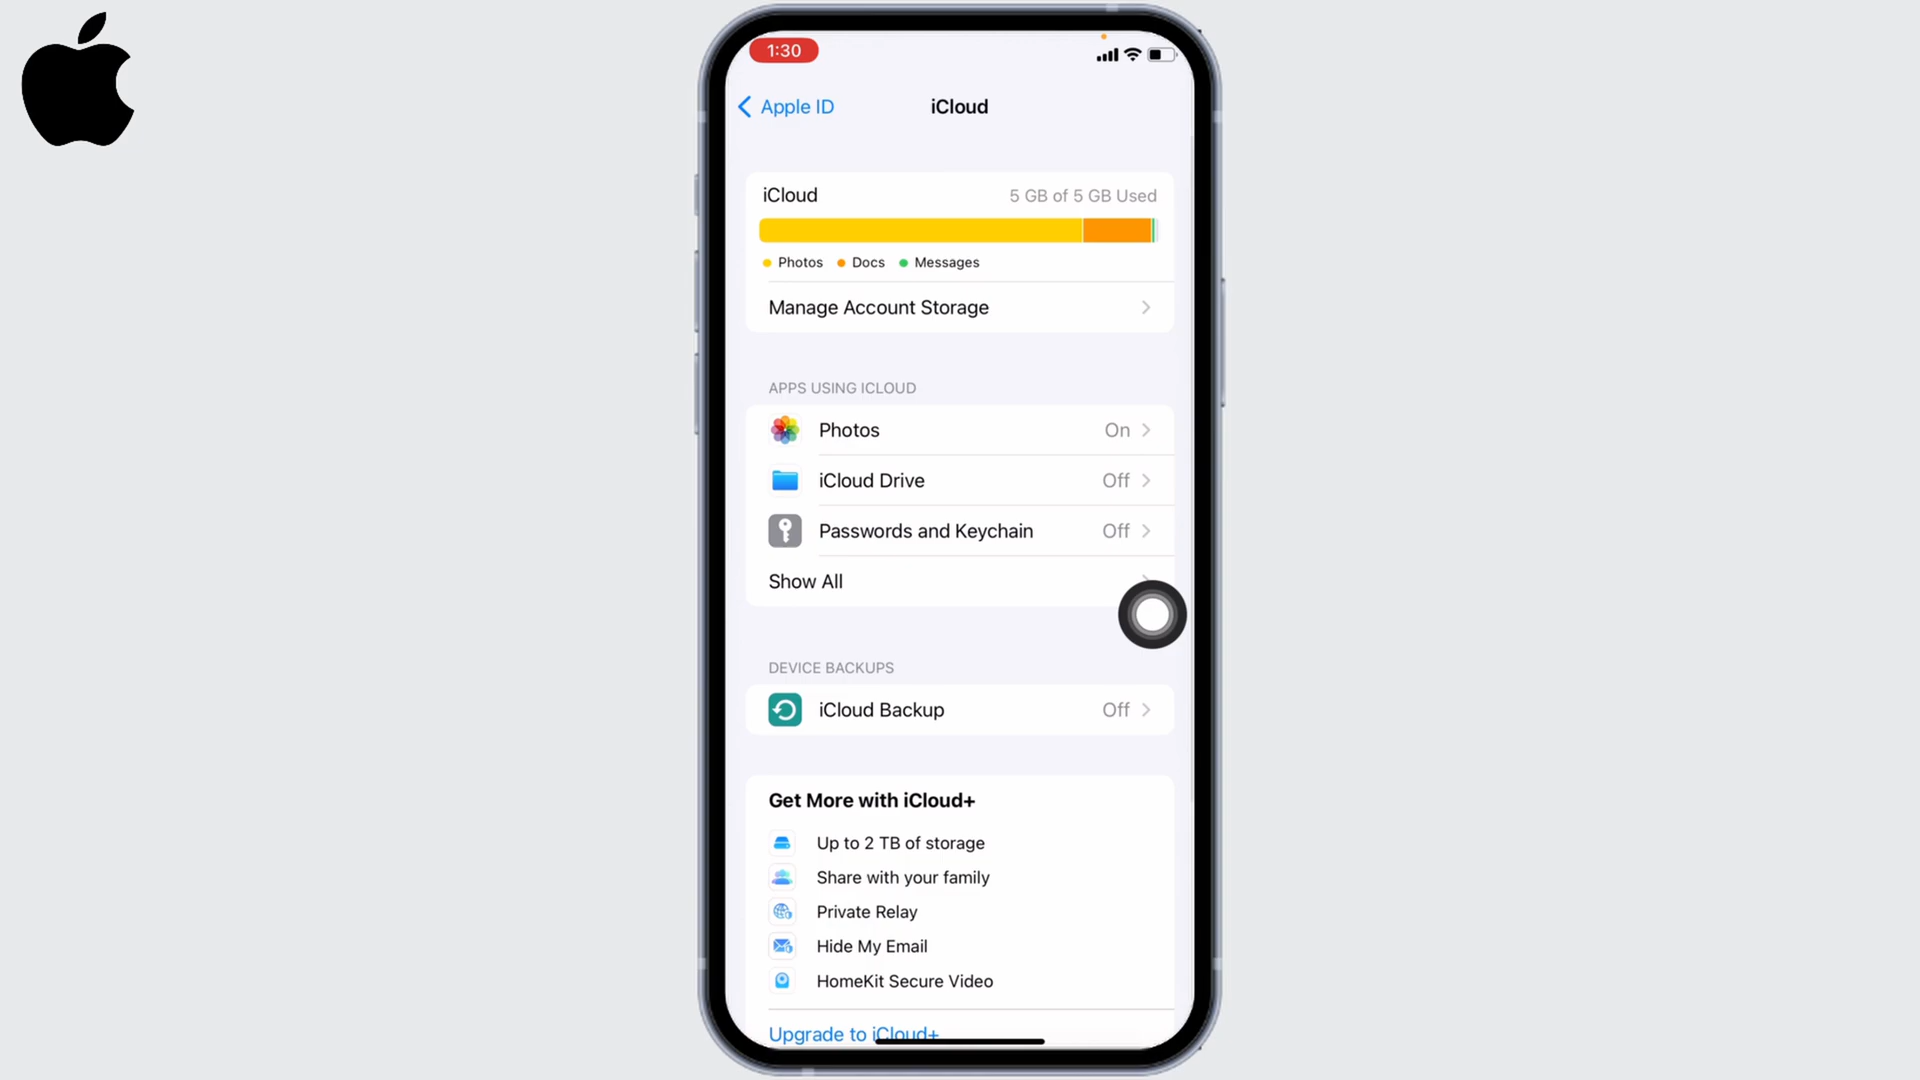 1:30
Apple ID
iCloud
iCloud 5 GB of 5 GB Used
Photos Docs Messages
Manage Account Storage
APPS USING ICLOUD
Photos On
iCloud Drive Off
Passwords and Keychain Off
Show All
DEVICE BACKUPS
iCloud Backup Off
Get More with iCloud+
Up to 2 TB of storage
Share with your family
Private Relay
Hide My Email
HomeKit Secure Video
Upgrade to iCloud+